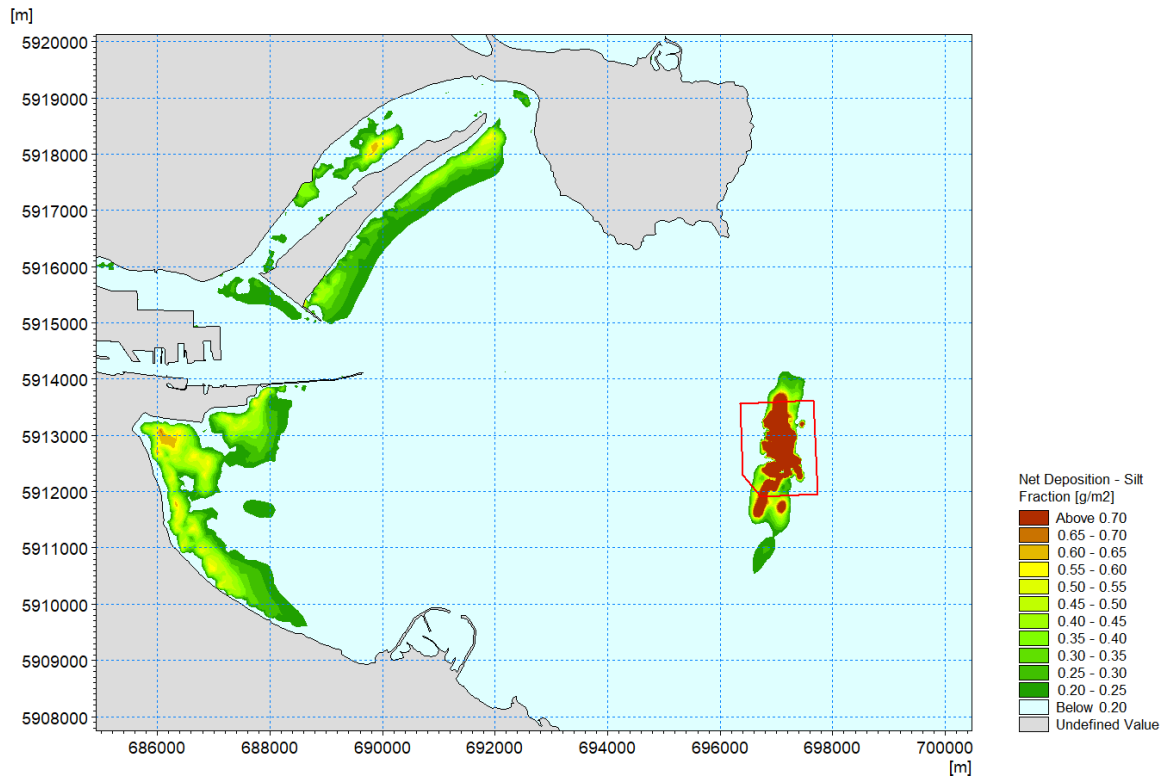 [m]
5920000
5919000
5918000
5917000
5916000
5915000
5914000
5913000
5912000
5911000
5910000
5909000
5908000
686000 688000 690000 692000 694000 696000 698000 700000
[m]
Net Deposition - Silt
Fraction [g/m2]
Above 0.70
0.65 - 0.70
0.60 - 0.65
0.55 - 0.60
0.50 - 0.55
0.45 - 0.50
0.40 - 0.45
0.35 - 0.40
0.30 - 0.35
0.25 - 0.30
0.20 - 0.25
Below 0.20
Undefined Value